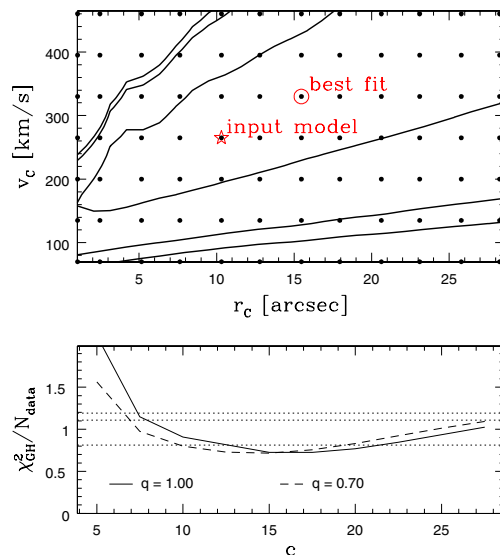 400
300
200
100
v_c [km/s]
best fit
input model
5
10
15
20
25
r_c [arcsec]
1.5
1
0.5
0
χ²_GH/N_data
q = 1.00
q = 0.70
5
10
15
20
25
c